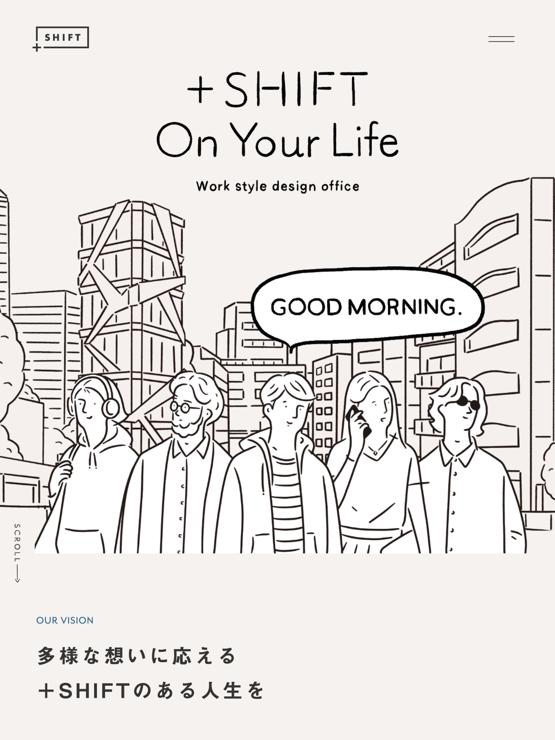 SHIFT
+SHIFT
On Your Life
Work style design office
GOOD MORNING.
SCROLL
OUR VISION
多様な想いに応える
+SHIFTのある人生を